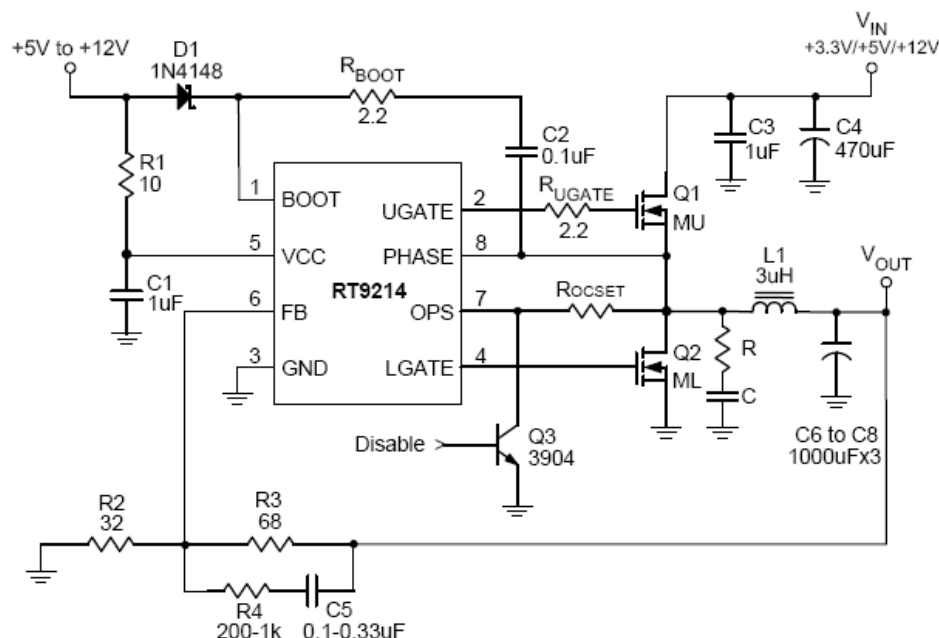 +5V to +12V
D1
1N4148
RBOOT
2.2
VIN
+3.3V/+5V/+12V
C2
0.1uF
C3
1uF
C4
470uF
R1
10
1
BOOT
UGATE
2
RUGATE
2.2
Q1
MU
5
VCC
PHASE
8
RT9214
C1
1uF
6
FB
OPS
7
ROCSET
L1
3uH
VOUT
3
GND
LGATE
4
Q2
ML
R
C
C6 to C8
1000uFx3
Disable
Q3
3904
R2
32
R3
68
R4
200-1k
C5
0.1-0.33uF